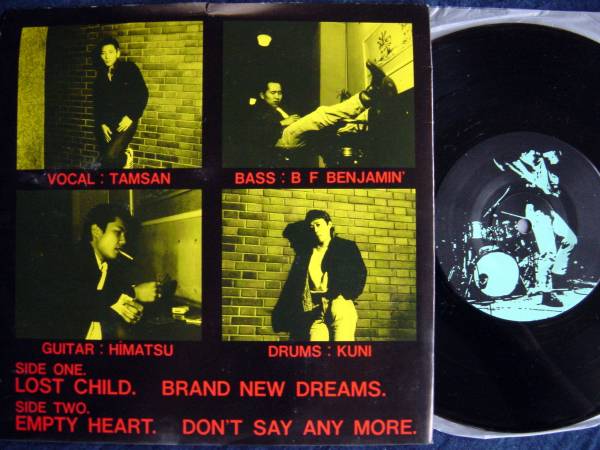 VOCAL : TAMSAN
BASS : B F BENJAMIN'
GUITAR : HiMATSU
DRUMS : KUNI
SIDE ONE.
LOST CHILD. BRAND NEW DREAMS.
SIDE TWO.
EMPTY HEART. DON'T SAY ANY MORE.